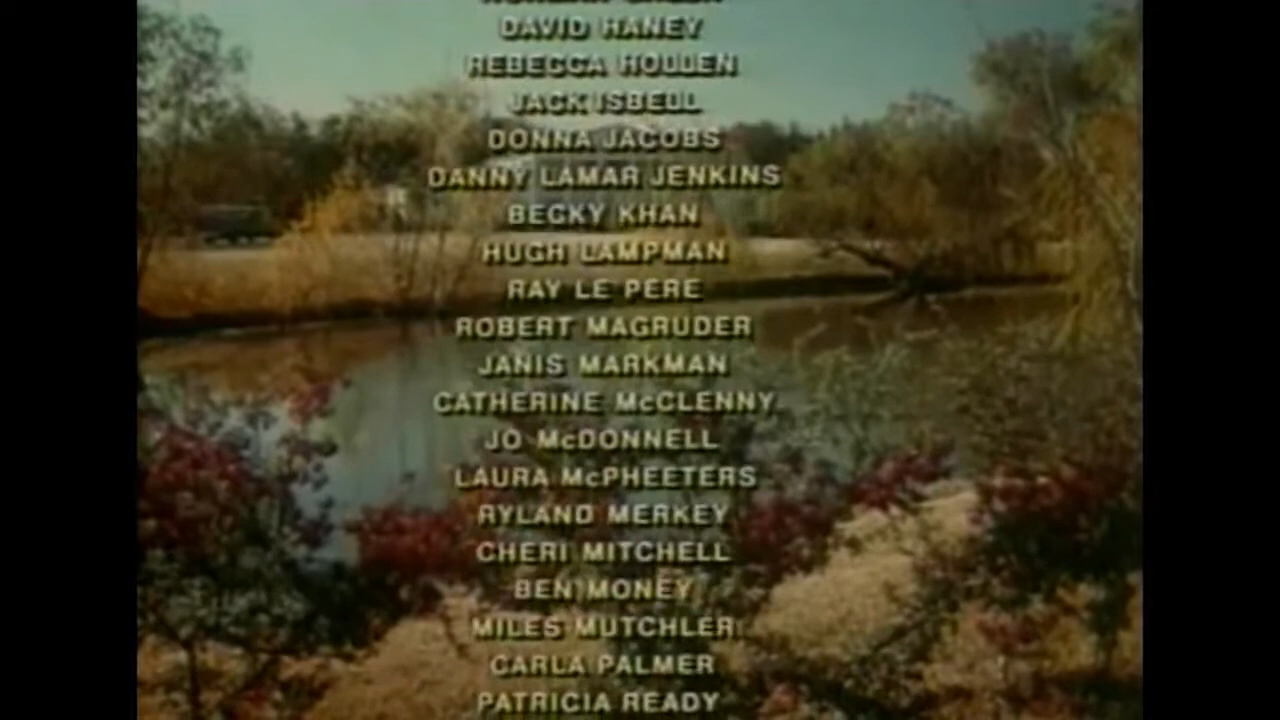 DAVID HANEY
REBECCA HOLDEN
JACK ISBELL
DONNA JACOBS
DANNY LAMAR JENKINS
BECKY KHAN
HUGH LAMPMAN
RAY LE PERE
ROBERT MAGRUDER
JANIS MARKMAN
CATHERINE McCLENNY
JO McDONNELL
LAURA McPHEETERS
RYLAND MERKEY
CHERI MITCHELL
BEN MONEY
MILES MUTCHLER
CARLA PALMER
PATRICIA READY